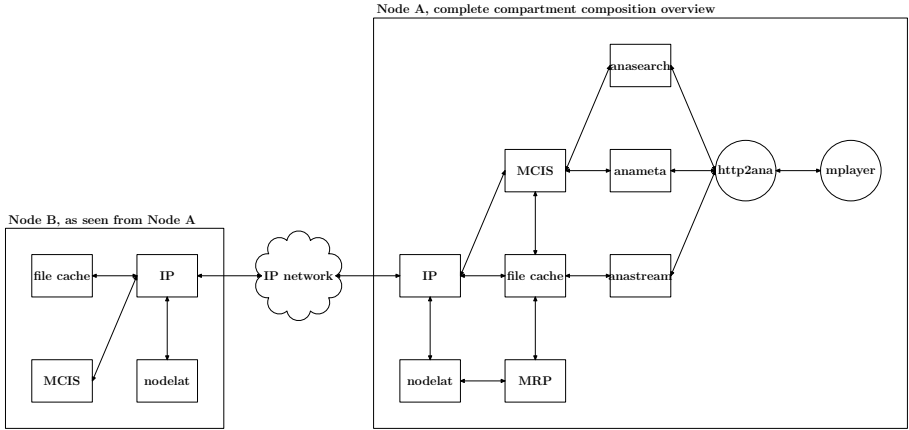 Node A, complete compartment composition overview
anasearch
MCIS
anameta
http2ana
mplayer
Node B, as seen from Node A
file cache
IP
IP network
IP
file cache
anastream
MCIS
nodelat
nodelat
MRP